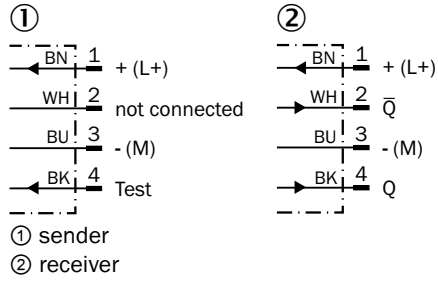 ① ②
BN 1 + (L+)
WH 2 not connected
BU 3 - (M)
BK 4 Test
BN 1 + (L+)
WH 2 Q̅
BU 3 - (M)
BK 4 Q
① sender
② receiver